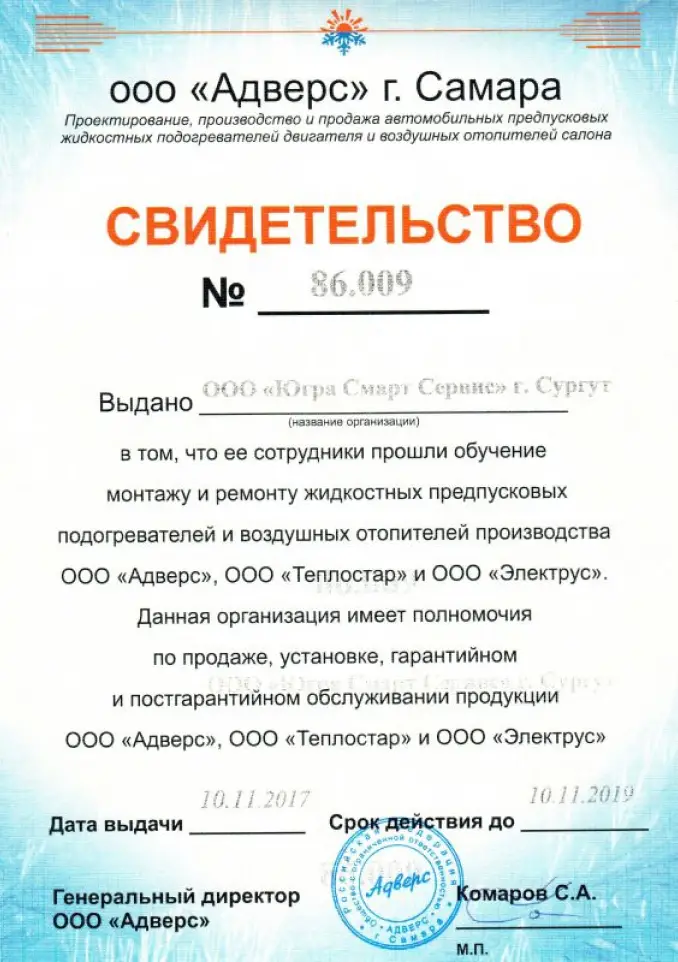 ООО «Адверс» г. Самара
Проектирование, производство и продажа автомобильных предпусковых
жидкостных подогревателей двигателя и воздушных отопителей салона
СВИДЕТЕЛЬСТВО
№ 86.009
Выдано ООО «Югра Смарт Сервис» г. Сургут
(название организации)
в том, что ее сотрудники прошли обучение
монтажу и ремонту жидкостных предпусковых
подогревателей и воздушных отопителей производства
ООО «Адверс», ООО «Теплостар» и ООО «Электрус».
Данная организация имеет полномочия
по продаже, установке, гарантийном
и постгарантийном обслуживании продукции
ООО «Адверс», ООО «Теплостар» и ООО «Электрус»
Дата выдачи 10.11.2017 Срок действия до 10.11.2019
Российская Федерация
Общество с ограниченной ответственностью
Адверс
• АДВЕРС •
г. Самара
Генеральный директор Комаров С.А.
ООО «Адверс»
М.П.